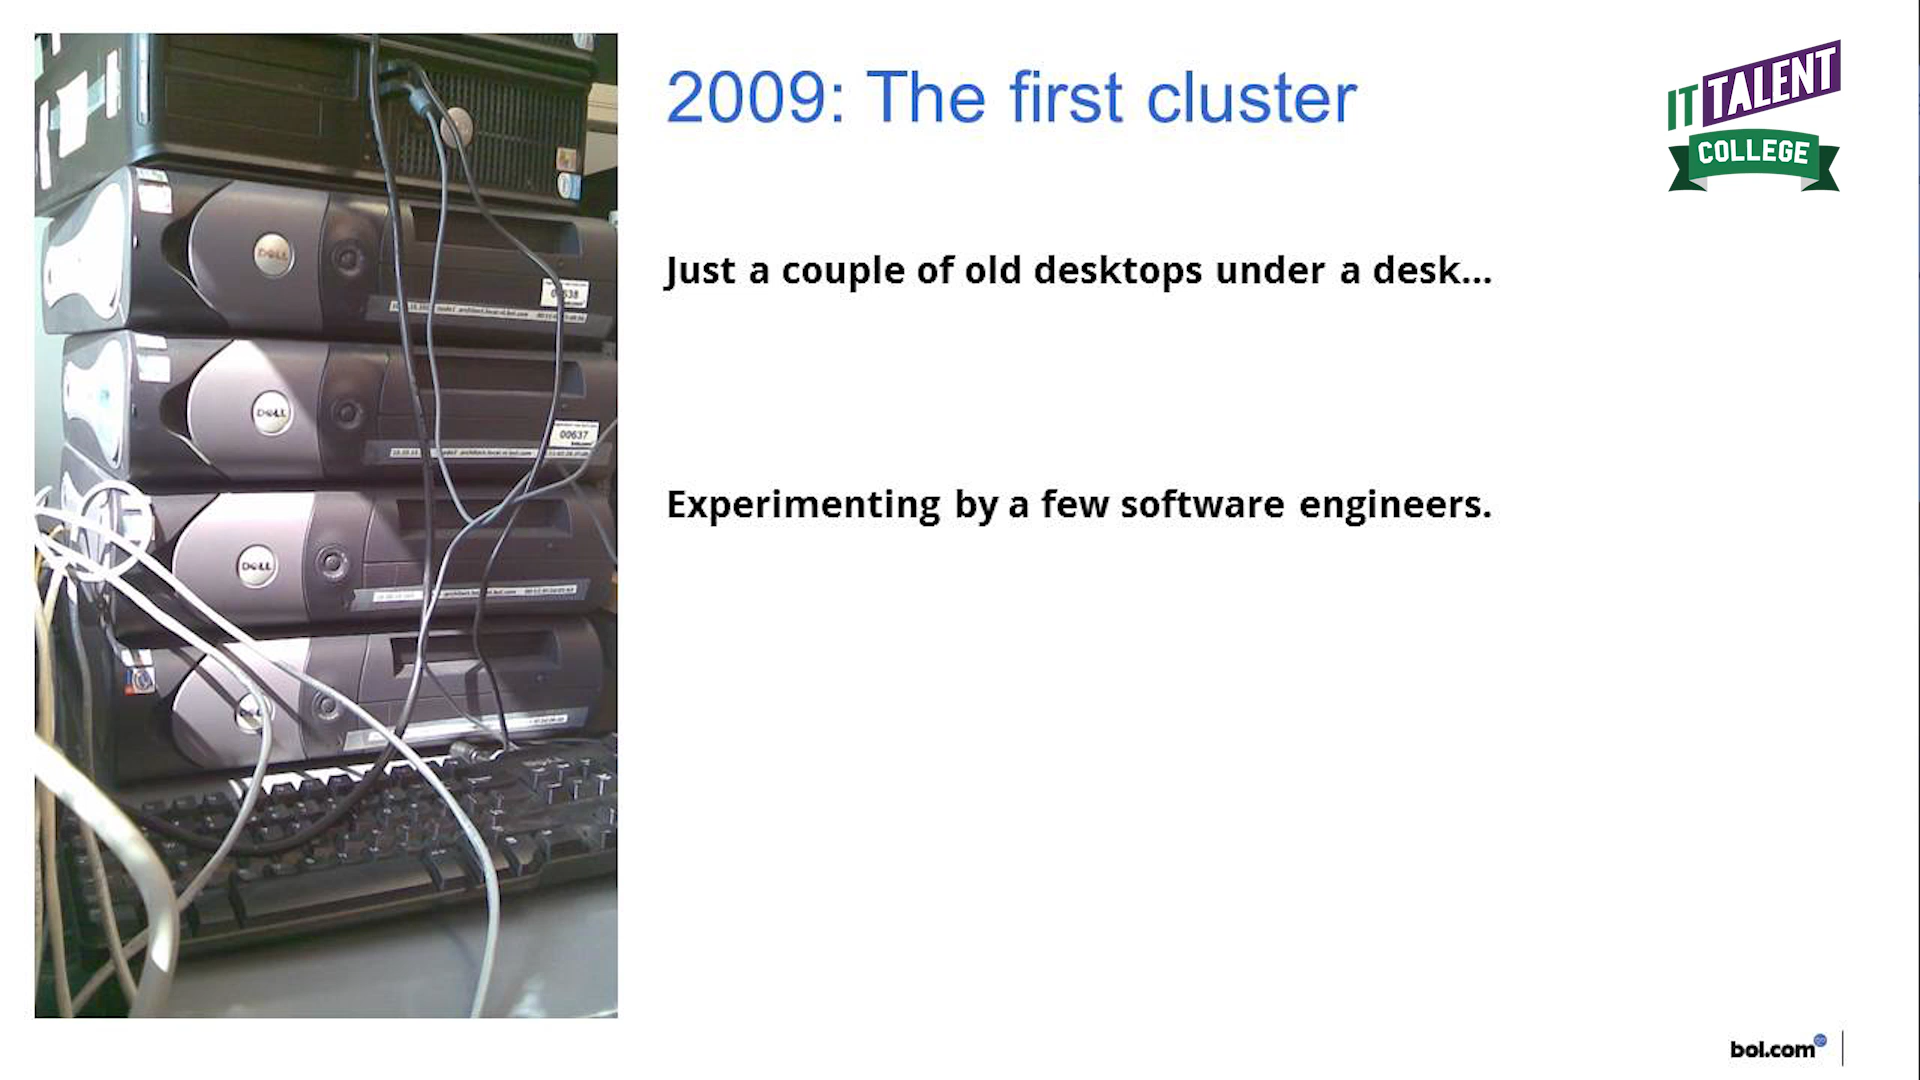 2009: The first cluster
IT TALENT
COLLEGE
Just a couple of old desktops under a desk...
Experimenting by a few software engineers.
DELL
DELL
00637
DELL
DELL
bol.com